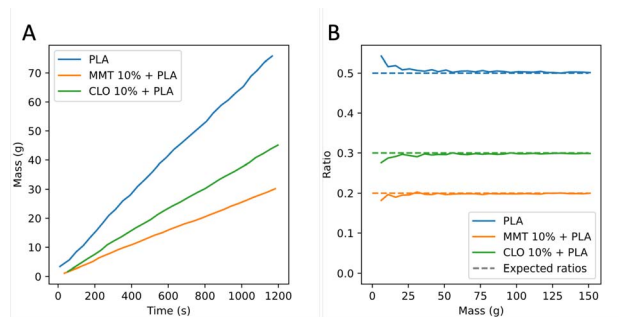 A
PLA
MMT 10% + PLA
CLO 10% + PLA
70
60
50
40
30
20
10
0
Mass (g)
0 200 400 600 800 1000 1200
Time (s)
B
0.5
0.4
0.3
0.2
0.1
0.0
Ratio
PLA
MMT 10% + PLA
CLO 10% + PLA
Expected ratios
0 25 50 75 100 125 150
Mass (g)